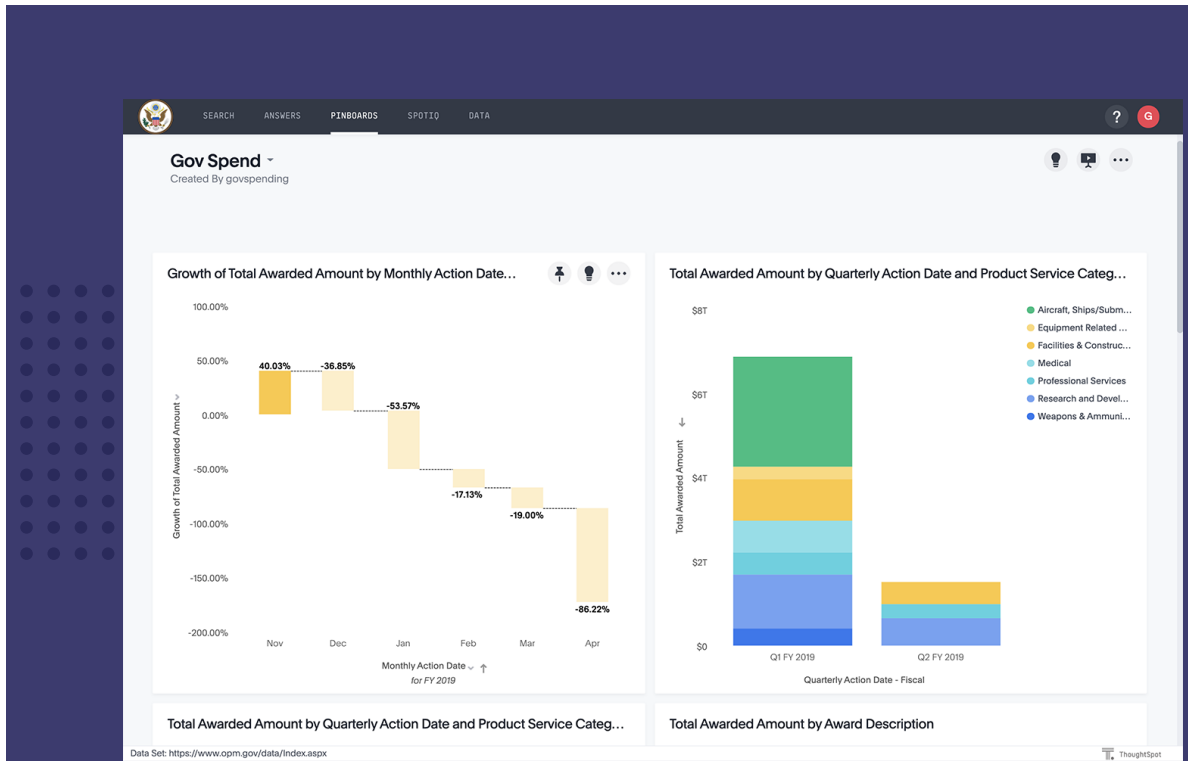 SEARCH ANSWERS PINBOARDS SPOTIQ DATA ? G
Gov Spend
Created By govspending
Growth of Total Awarded Amount by Monthly Action Date...
100.00%
50.00%
0.00%
-50.00%
-100.00%
-150.00%
-200.00%
Growth of Total Awarded Amount
40.03%
-36.85%
-53.57%
-17.13%
-19.00%
-86.22%
Nov Dec Jan Feb Mar Apr
Monthly Action Date
for FY 2019
Total Awarded Amount by Quarterly Action Date and Product Service Categ...
$8T
$6T
$4T
$2T
$0
Total Awarded Amount
Aircraft, Ships/Subm...
Equipment Related ...
Facilities & Construc...
Medical
Professional Services
Research and Devel...
Weapons & Ammuni...
Q1 FY 2019 Q2 FY 2019
Quarterly Action Date - Fiscal
Total Awarded Amount by Quarterly Action Date and Product Service Categ...
Total Awarded Amount by Award Description
Data Set: https://www.opm.gov/data/Index.aspx
ThoughtSpot